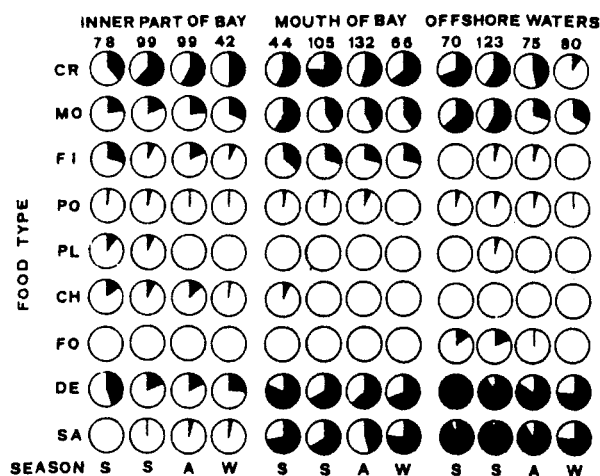 INNER PART OF BAY MOUTH OF BAY OFFSHORE WATERS
78 99 99 42 44 105 132 66 70 123 75 80
CR
MO
FI
PO
PL
CH
FO
DE
SA
FOOD TYPE
SEASON S S A W S S A W S S A W